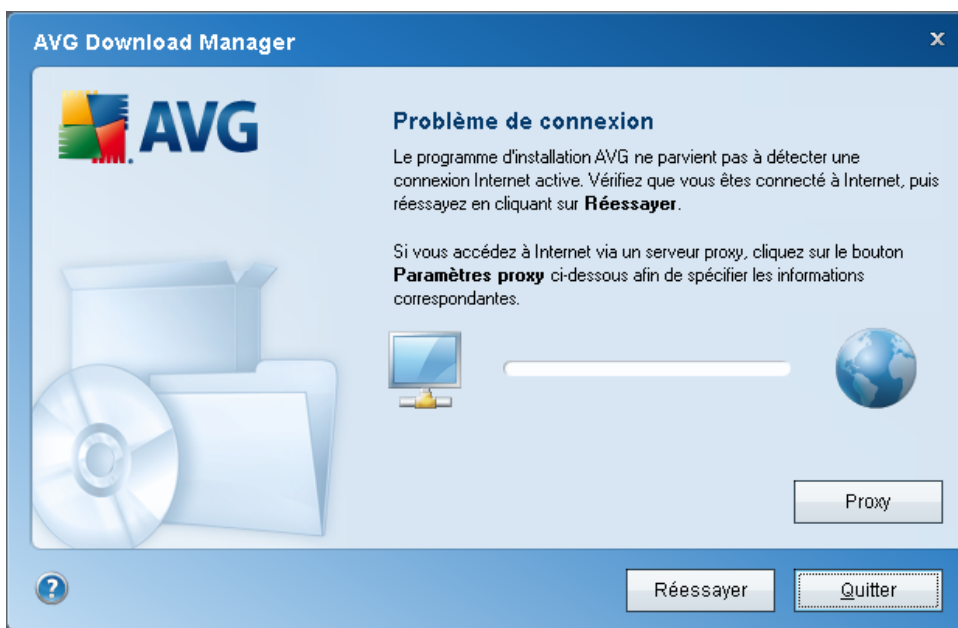 AVG Download Manager
x
AVG
Problème de connexion
Le programme d'installation AVG ne parvient pas à détecter une
connexion Internet active. Vérifiez que vous êtes connecté à Internet, puis
réessayez en cliquant sur Réessayer.
Si vous accédez à Internet via un serveur proxy, cliquez sur le bouton
Paramètres proxy ci-dessous afin de spécifier les informations
correspondantes.
Proxy
?
Réessayer
Quitter